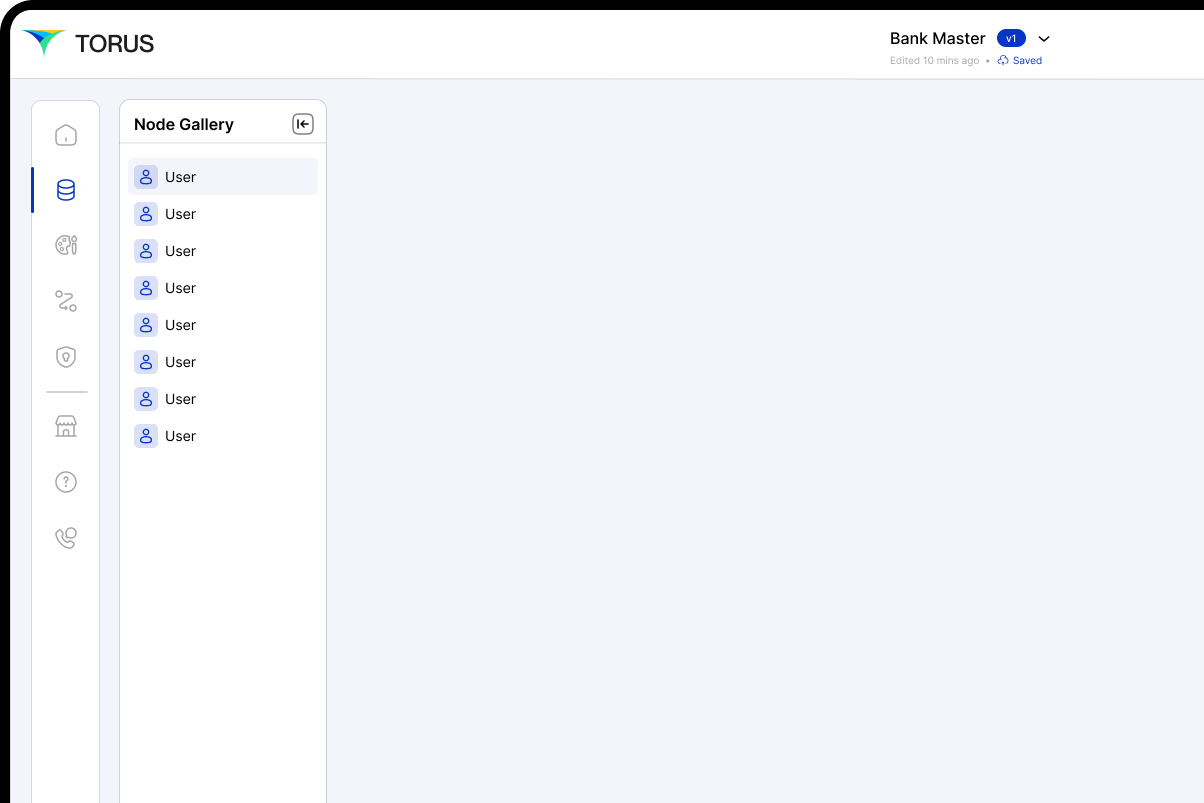 TORUS
Bank Master v1
Edited 10 mins ago • Saved
Node Gallery
User
User
User
User
User
User
User
User